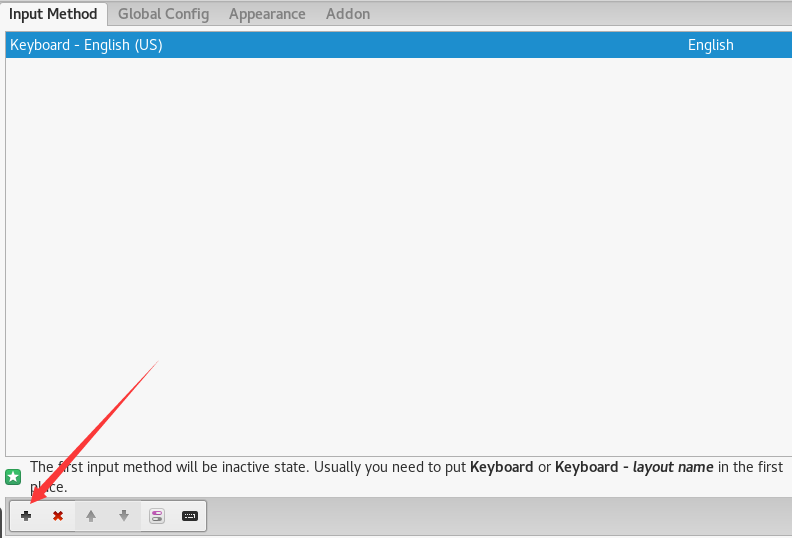 Input Method Global Config Appearance Addon
Keyboard - English (US) English
The first input method will be inactive state. Usually you need to put Keyboard or Keyboard - layout name in the first
place.